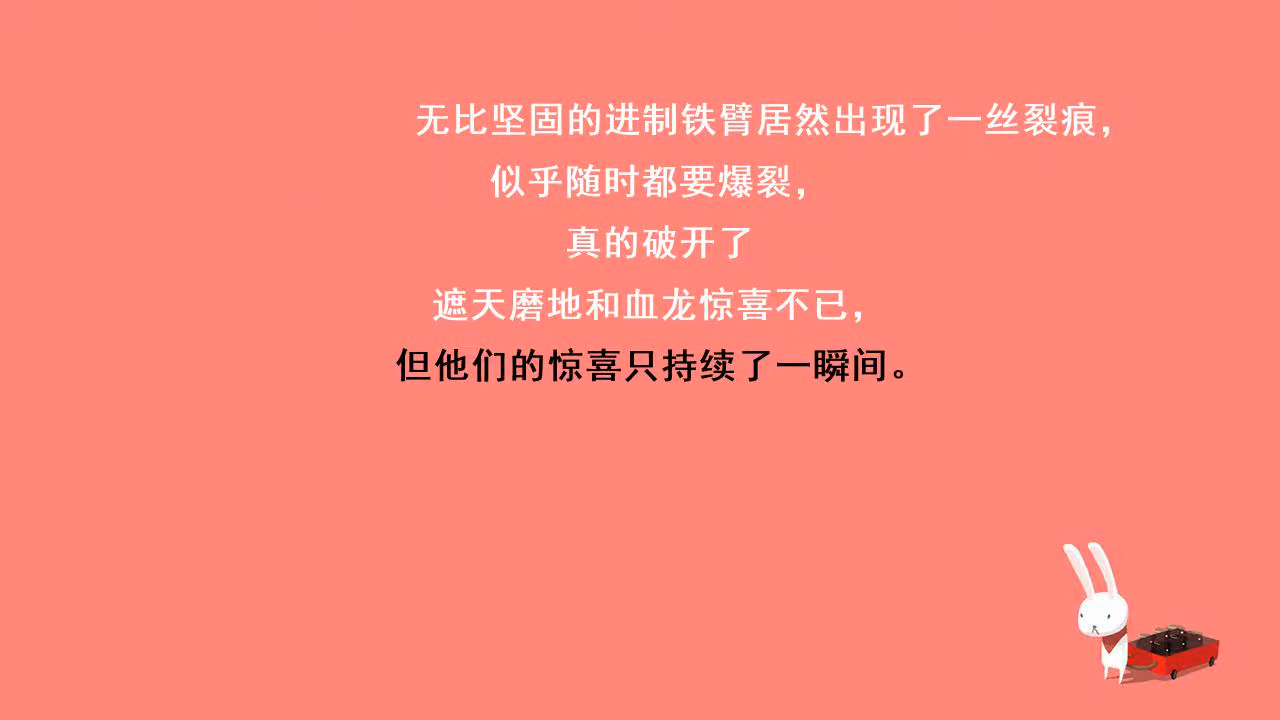 无比坚固的进制铁臂居然出现了一丝裂痕，
似乎随时都要爆裂，
真的破开了
遮天磨地和血龙惊喜不已，
但他们的惊喜只持续了一瞬间。